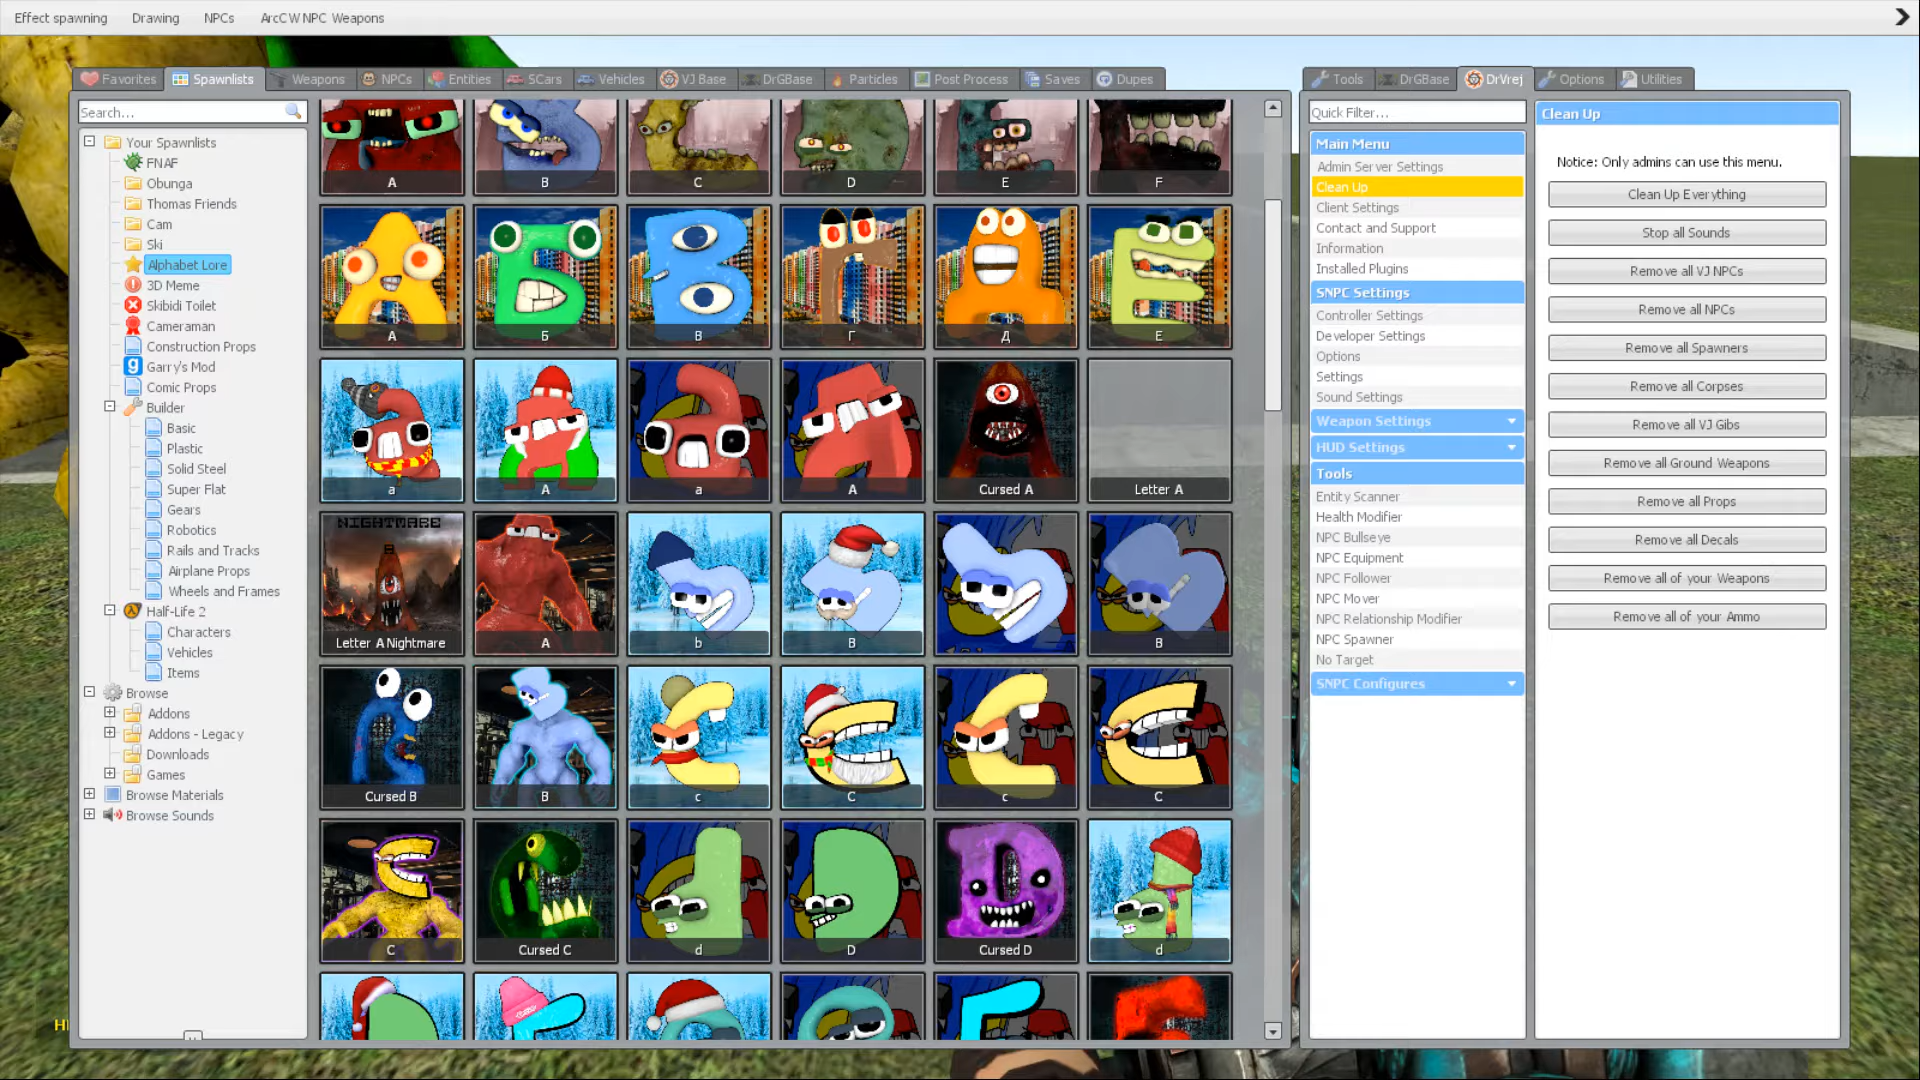 Effect spawning Drawing NPCs ArcCW NPC Weapons
Favorites Spawnlists Weapons NPCs Entities SCars Vehicles VJ Base DrGBase Particles Post Process Saves Dupes
Search...
Your Spawnlists
FNAF
Obunga
Thomas Friends
Cam
Ski
Alphabet Lore
3D Meme
Skibidi Toilet
Cameraman
Construction Props
Garry's Mod
Comic Props
Builder
Basic
Plastic
Solid Steel
Super Flat
Gears
Robotics
Rails and Tracks
Airplane Props
Wheels and Frames
Half-Life 2
Characters
Vehicles
Items
Browse
Addons
Addons - Legacy
Downloads
Games
Browse Materials
Browse Sounds
A B C D E F
А Б В Г Д Е
a A a A Cursed A Letter A
NIGHTMARE
Letter A Nightmare A b B B
Cursed B B c C c C
C Cursed C d D Cursed D d
Tools DrGBase DrVrej Options Utilities
Quick Filter...
Main Menu
Admin Server Settings
Clean Up
Client Settings
Contact and Support
Information
Installed Plugins
SNPC Settings
Controller Settings
Developer Settings
Options
Settings
Sound Settings
Weapon Settings
HUD Settings
Tools
Entity Scanner
Health Modifier
NPC Bullseye
NPC Equipment
NPC Follower
NPC Mover
NPC Relationship Modifier
NPC Spawner
No Target
SNPC Configures
Clean Up
Notice: Only admins can use this menu.
Clean Up Everything
Stop all Sounds
Remove all VJ NPCs
Remove all NPCs
Remove all Spawners
Remove all Corpses
Remove all VJ Gibs
Remove all Ground Weapons
Remove all Props
Remove all Decals
Remove all of your Weapons
Remove all of your Ammo